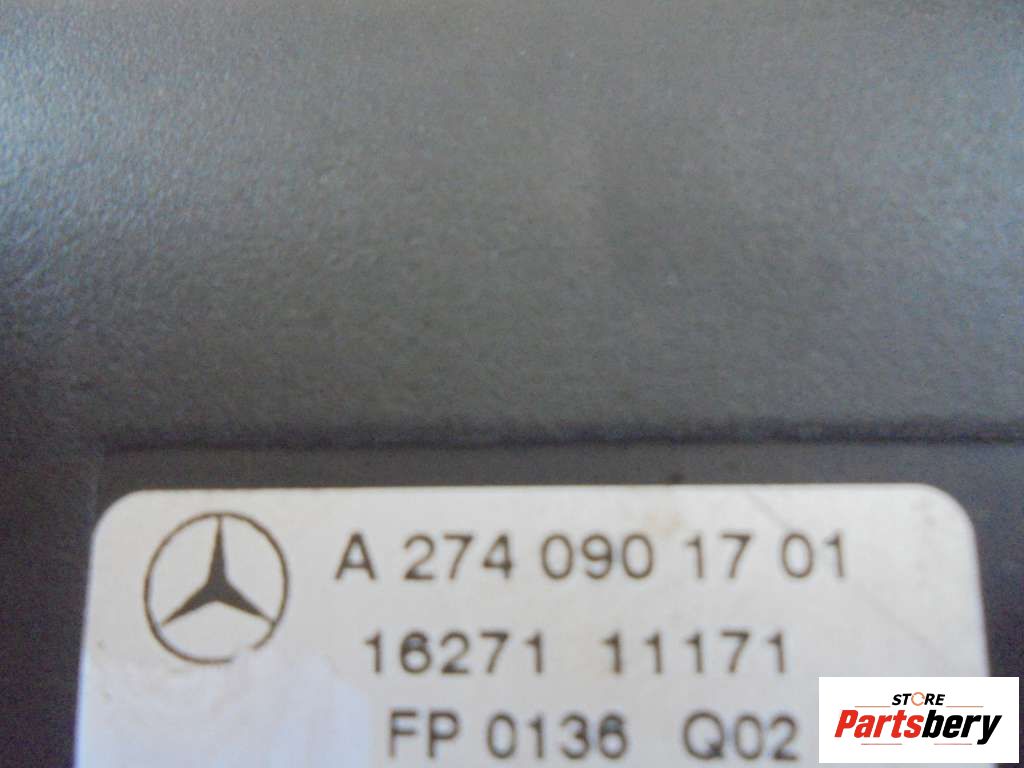 A 274 090 17 01
16271 11171
FP 0136 Q02
STORE
Partsbery